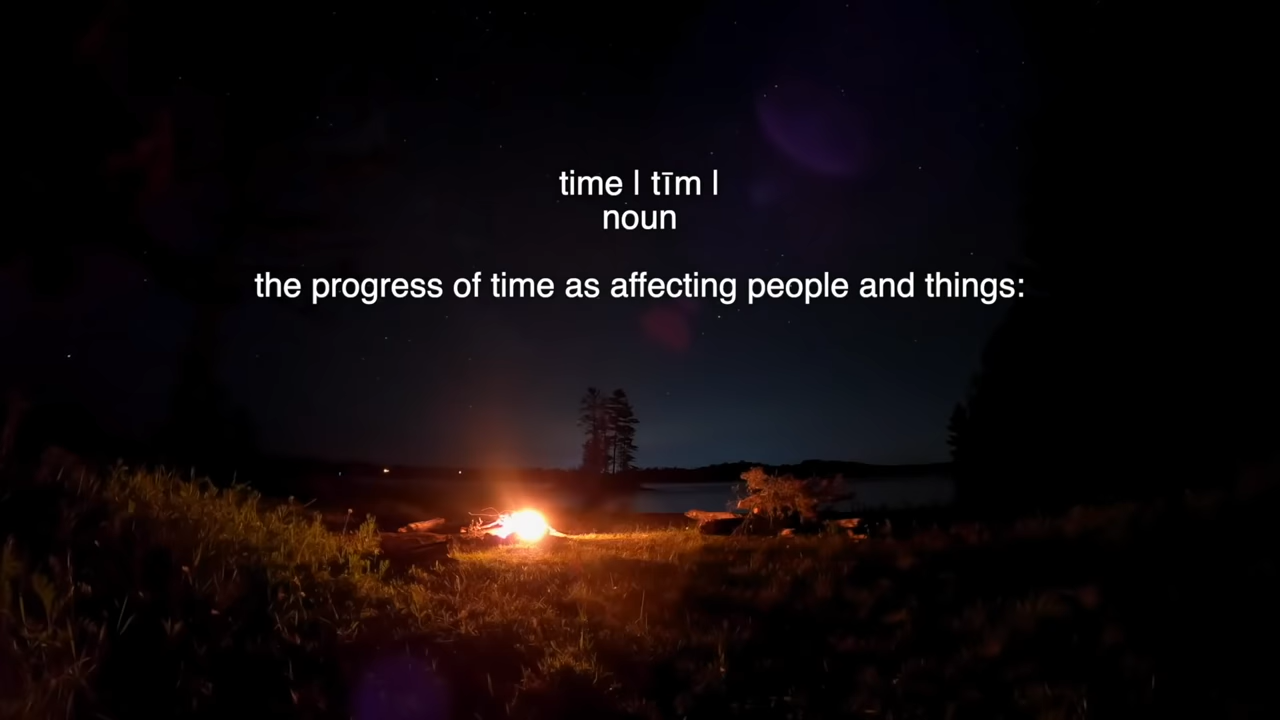 time | tīm |
noun
the progress of time as affecting people and things: